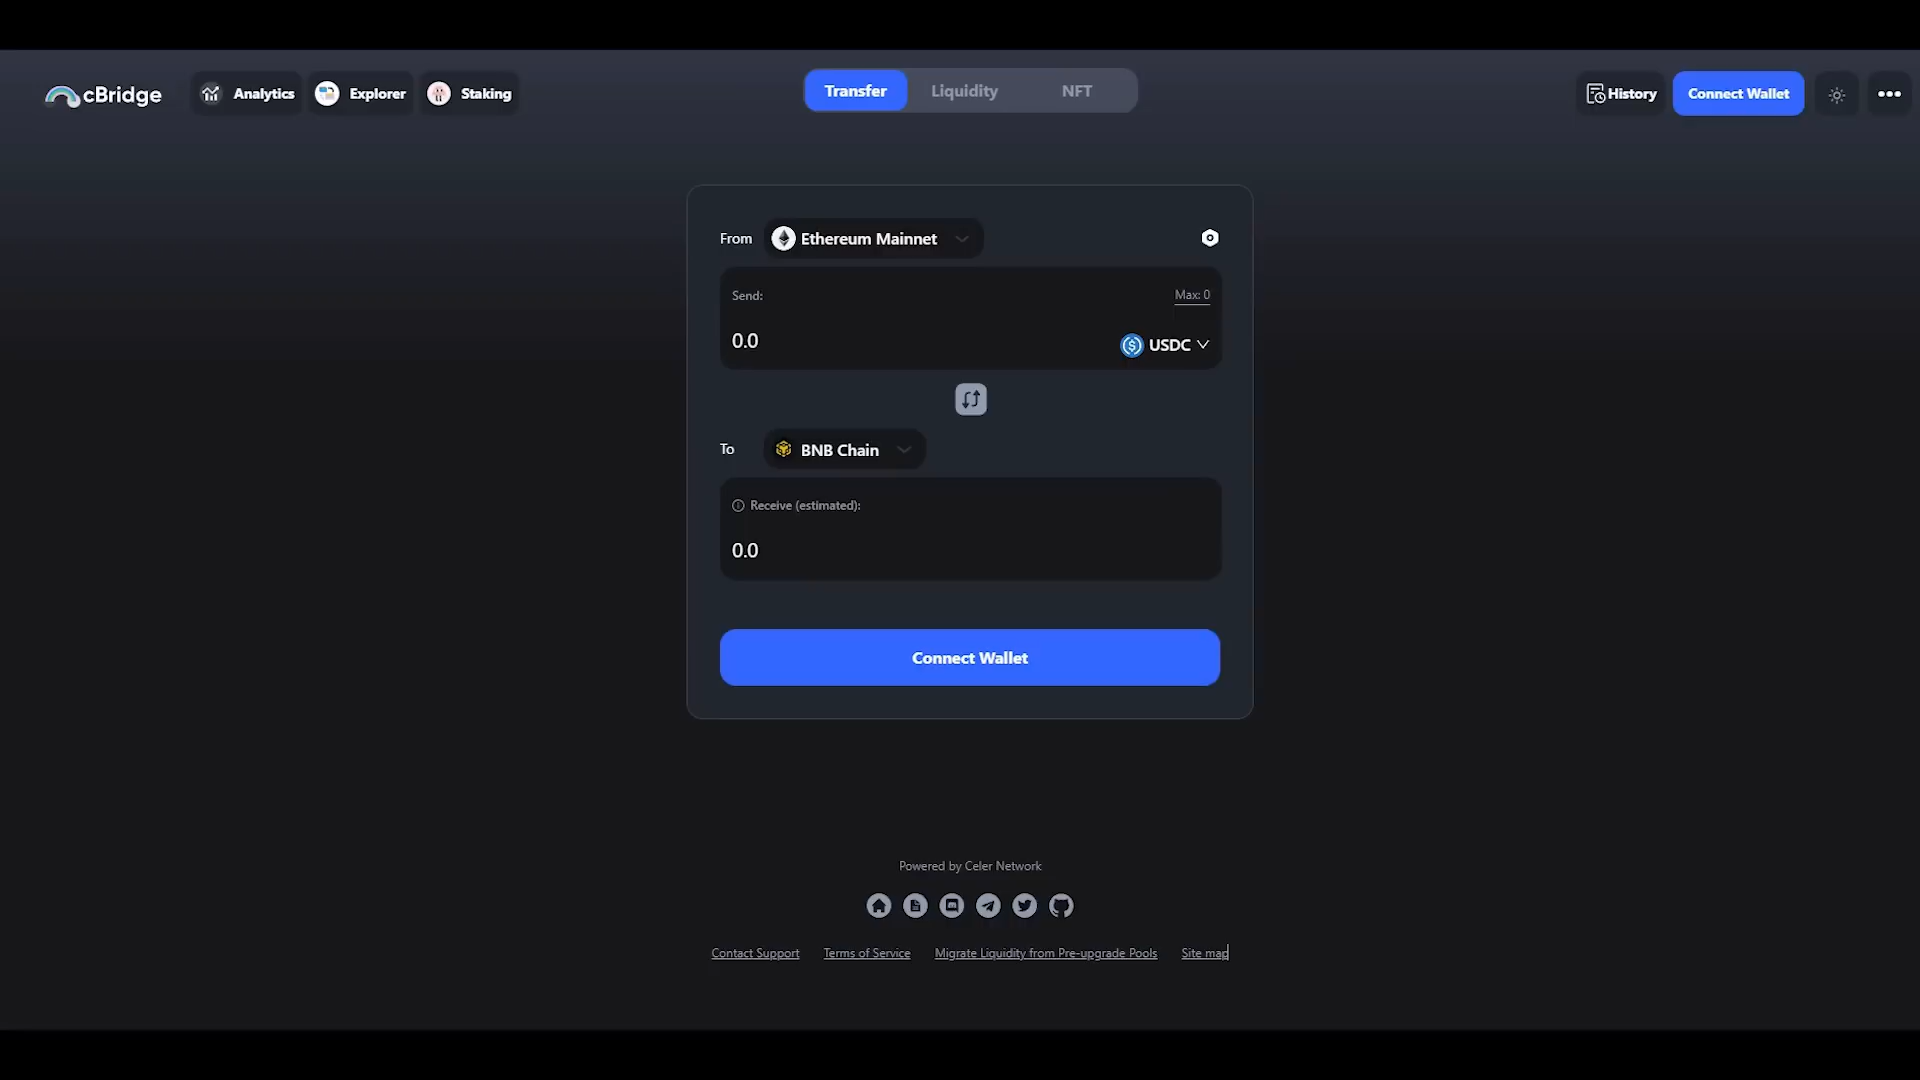 cBridge
Analytics
Explorer
Staking
Transfer
Liquidity
NFT
History
Connect Wallet
From
Ethereum Mainnet
Send:
Max: 0
0.0
USDC
To
BNB Chain
Receive (estimated):
0.0
Connect Wallet
Powered by Celer Network
Contact Support
Terms of Service
Migrate Liquidity from Pre-upgrade Pools
Site map